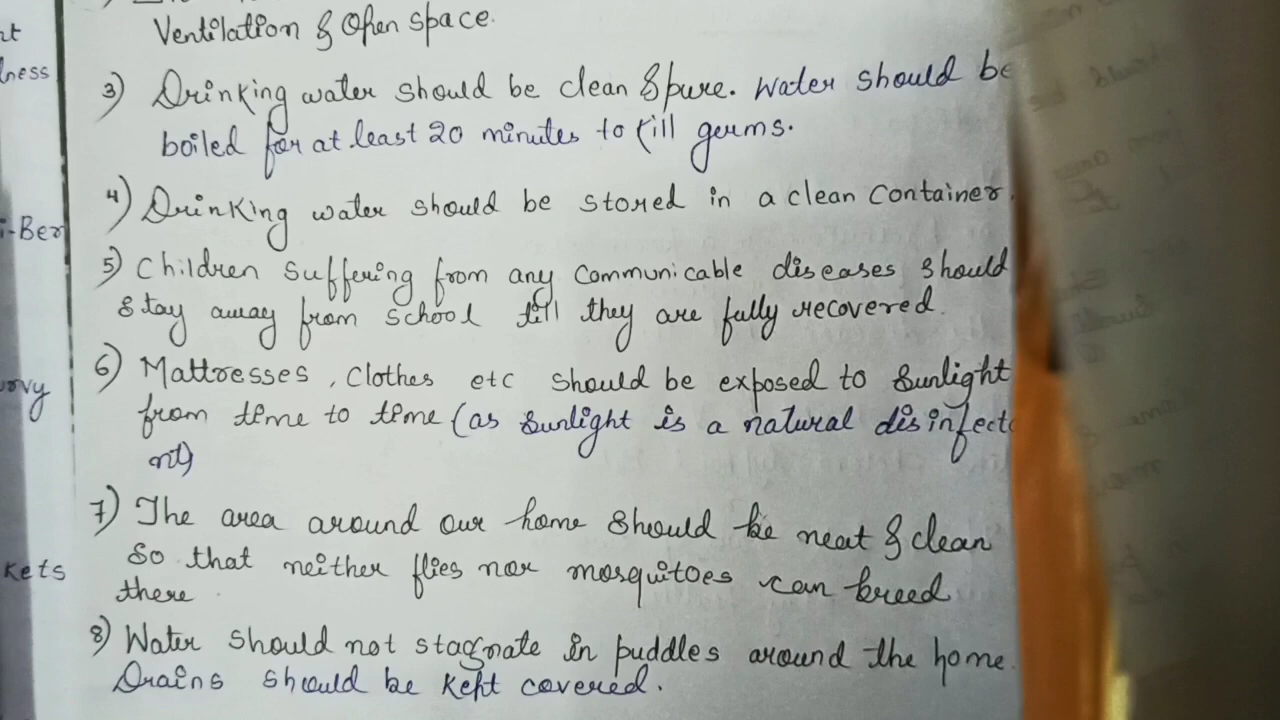 Ventilation & Open space.
3) Drinking water should be clean & pure. Water should be
boiled for at least 20 minutes to kill germs.
4) Drinking water should be stored in a clean Container.
5) Children suffering from any communicable diseases should
stay away from school till they are fully recovered.
6) Mattresses, Clothes etc should be exposed to Sunlight
from time to time (as Sunlight is a natural disinfecta
nt)
7) The area around our home should be neat & clean
So that neither flies nor mosquitoes can breed
there
8) Water should not stagnate in puddles around the home.
Drains should be kept covered.
kets